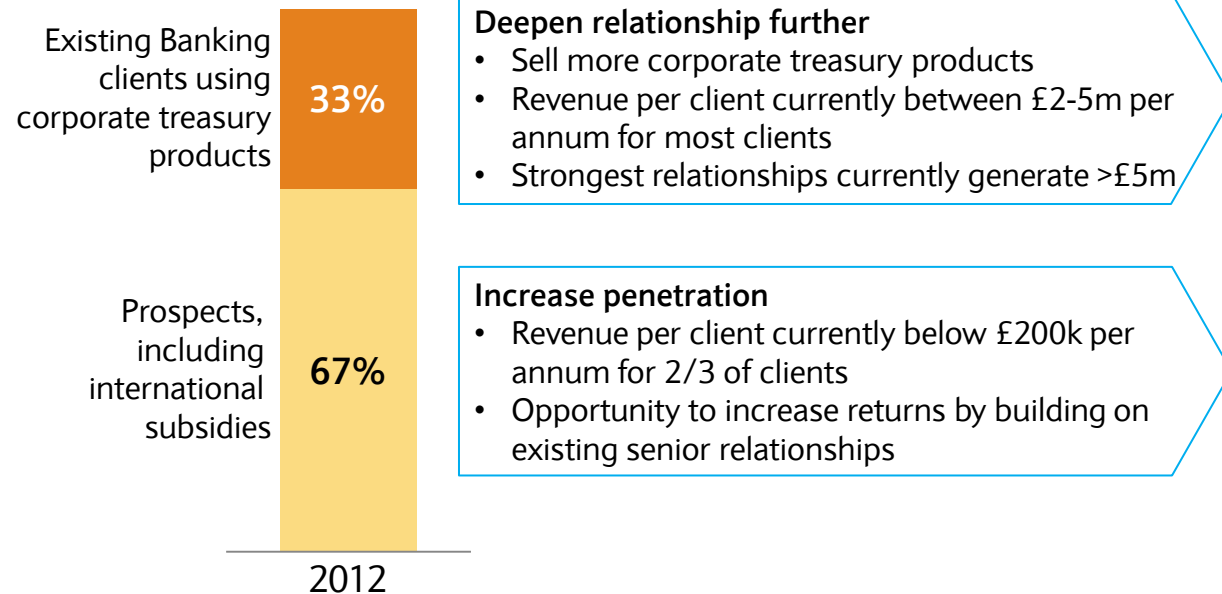 Existing Banking
clients using
corporate treasury
products
33%
Deepen relationship further
• Sell more corporate treasury products
• Revenue per client currently between £2-5m per
annum for most clients
• Strongest relationships currently generate >£5m
Prospects,
including
international
subsidies
67%
Increase penetration
• Revenue per client currently below £200k per
annum for 2/3 of clients
• Opportunity to increase returns by building on
existing senior relationships
2012